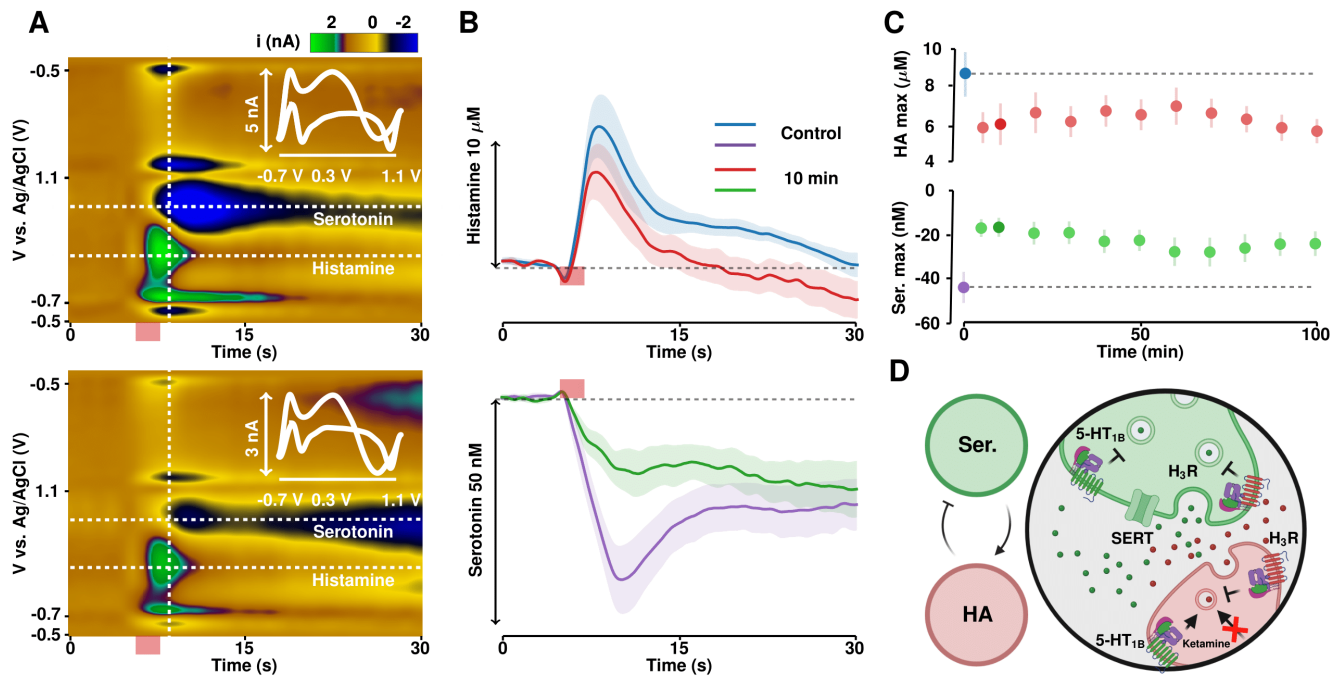 A
i (nA)
2 0 -2
V vs. Ag/AgCl (V)
-0.5
1.1
-0.7
-0.5
5 nA
-0.7 V 0.3 V 1.1 V
Serotonin
Histamine
0 15 30
Time (s)
V vs. Ag/AgCl (V)
-0.5
1.1
-0.7
-0.5
3 nA
-0.7 V 0.3 V 1.1 V
Serotonin
Histamine
0 15 30
Time (s)
B
Histamine 10 μM
Control
10 min
0 15 30
Time (s)
Serotonin 50 nM
0 15 30
Time (s)
C
HA max (μM)
10
8
6
4
Ser. max (nM)
0
-20
-40
-60
0 50 100
Time (min)
D
Ser.
HA
5-HT1B
H3R
SERT
H3R
5-HT1B
Ketamine